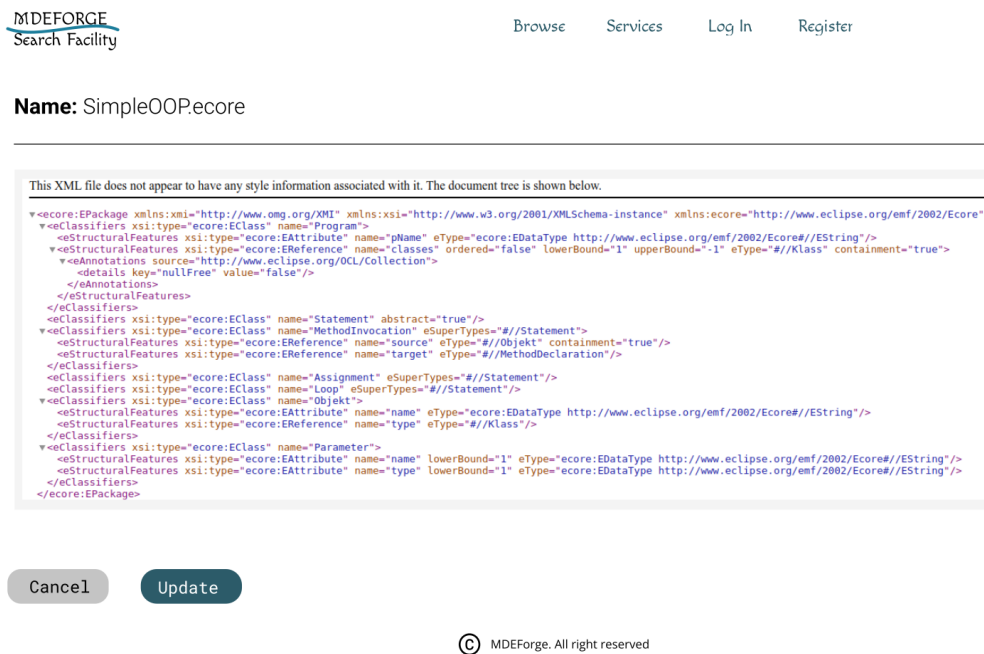 MDEFORGE
Search Facility
Browse Services Log In Register
Name: SimpleOOP.ecore
This XML file does not appear to have any style information associated with it. The document tree is shown below.
▼<ecore:EPackage xmlns:xmi="http://www.omg.org/XMI" xmlns:xsi="http://www.w3.org/2001/XMLSchema-instance" xmlns:ecore="http://www.eclipse.org/emf/2002/Ecore"
▼<eClassifiers xsi:type="ecore:EClass" name="Program">
<eStructuralFeatures xsi:type="ecore:EAttribute" name="pName" eType="ecore:EDataType http://www.eclipse.org/emf/2002/Ecore#//EString"/>
▼<eStructuralFeatures xsi:type="ecore:EReference" name="classes" ordered="false" lowerBound="1" upperBound="-1" eType="#//Klass" containment="true">
▼<eAnnotations source="http://www.eclipse.org/OCL/Collection">
<details key="nullFree" value="false"/>
</eAnnotations>
</eStructuralFeatures>
</eClassifiers>
<eClassifiers xsi:type="ecore:EClass" name="Statement" abstract="true"/>
▼<eClassifiers xsi:type="ecore:EClass" name="MethodInvocation" eSuperTypes="#//Statement">
<eStructuralFeatures xsi:type="ecore:EReference" name="source" eType="#//Objekt" containment="true"/>
<eStructuralFeatures xsi:type="ecore:EReference" name="target" eType="#//MethodDeclaration"/>
</eClassifiers>
<eClassifiers xsi:type="ecore:EClass" name="Assignment" eSuperTypes="#//Statement"/>
<eClassifiers xsi:type="ecore:EClass" name="Loop" eSuperTypes="#//Statement"/>
▼<eClassifiers xsi:type="ecore:EClass" name="Objekt">
<eStructuralFeatures xsi:type="ecore:EAttribute" name="name" eType="ecore:EDataType http://www.eclipse.org/emf/2002/Ecore#//EString"/>
<eStructuralFeatures xsi:type="ecore:EReference" name="type" eType="#//Klass"/>
</eClassifiers>
▼<eClassifiers xsi:type="ecore:EClass" name="Parameter">
<eStructuralFeatures xsi:type="ecore:EAttribute" name="name" lowerBound="1" eType="ecore:EDataType http://www.eclipse.org/emf/2002/Ecore#//EString"/>
<eStructuralFeatures xsi:type="ecore:EAttribute" name="type" lowerBound="1" eType="ecore:EDataType http://www.eclipse.org/emf/2002/Ecore#//EString"/>
</eClassifiers>
</ecore:EPackage>
Cancel Update
© MDEForge. All right reserved